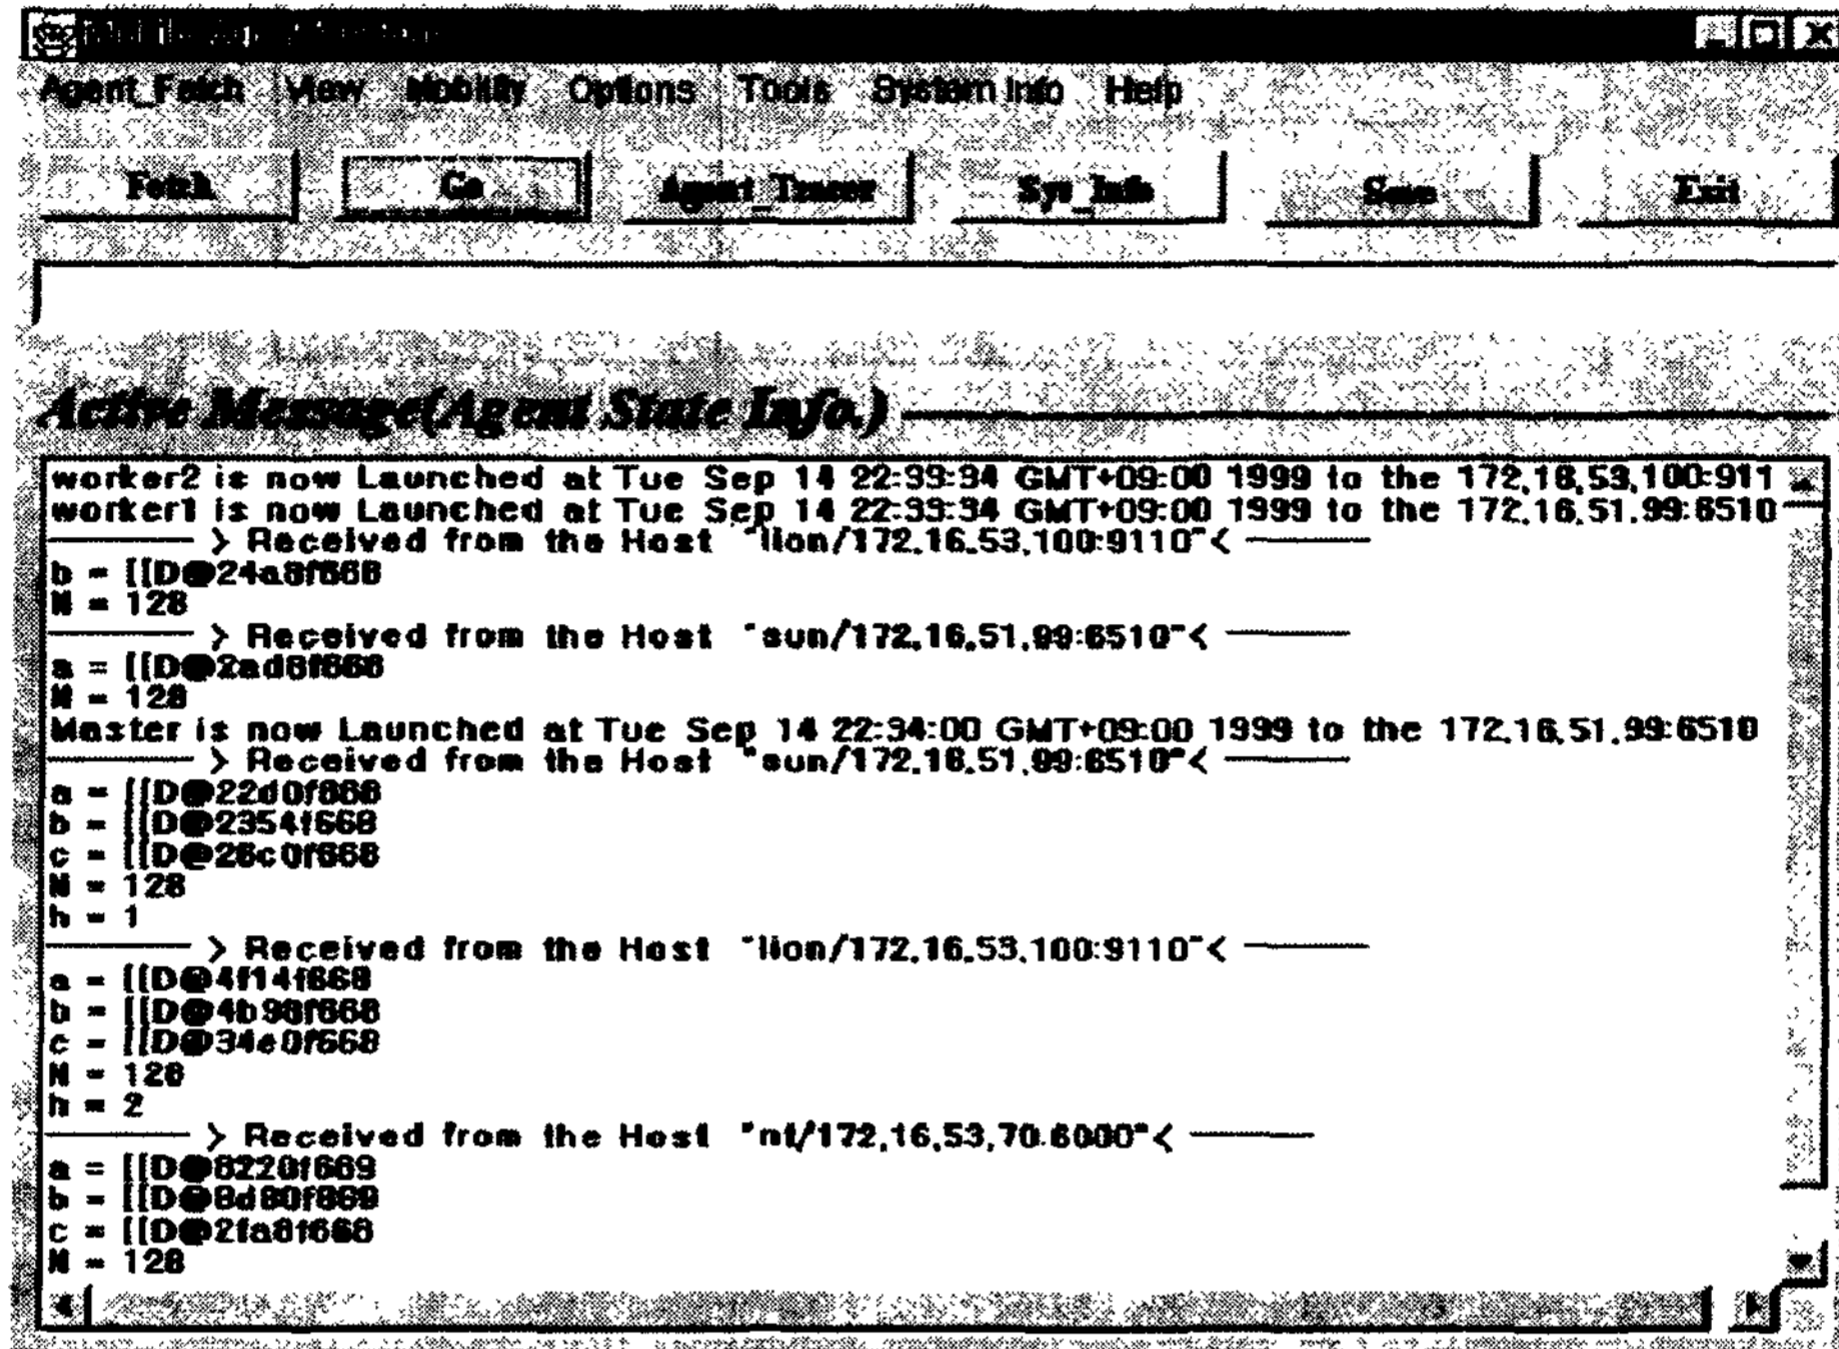 Agent_Fetch View Mobility Options Tools System Info Help
Fetch Go Agent_Tracer Sys_Info Save Exit
Active Message(Agent State Info.)
worker2 is now Launched at Tue Sep 14 22:33:34 GMT+09:00 1999 to the 172.16.53.100:911
worker1 is now Launched at Tue Sep 14 22:33:34 GMT+09:00 1999 to the 172.16.51.99:6510
-------- > Received from the Host "lion/172.16.53.100:9110"< --------
b = [[D@24a8f668
N = 128
-------- > Received from the Host "sun/172.16.51.99:6510"< --------
a = [[D@2ad8f668
N = 128
Master is now Launched at Tue Sep 14 22:34:00 GMT+09:00 1999 to the 172.16.51.99:6510
-------- > Received from the Host "sun/172.16.51.99:6510"< --------
a = [[D@22d0f668
b = [[D@2354f668
c = [[D@26c0f668
N = 128
h = 1
-------- > Received from the Host "lion/172.16.53.100:9110"< --------
a = [[D@4f14f668
b = [[D@4b98f668
c = [[D@34e0f668
N = 128
h = 2
-------- > Received from the Host "nt/172.16.53.70:6000"< --------
a = [[D@8220f669
b = [[D@8d80f669
c = [[D@2fa8f668
N = 128